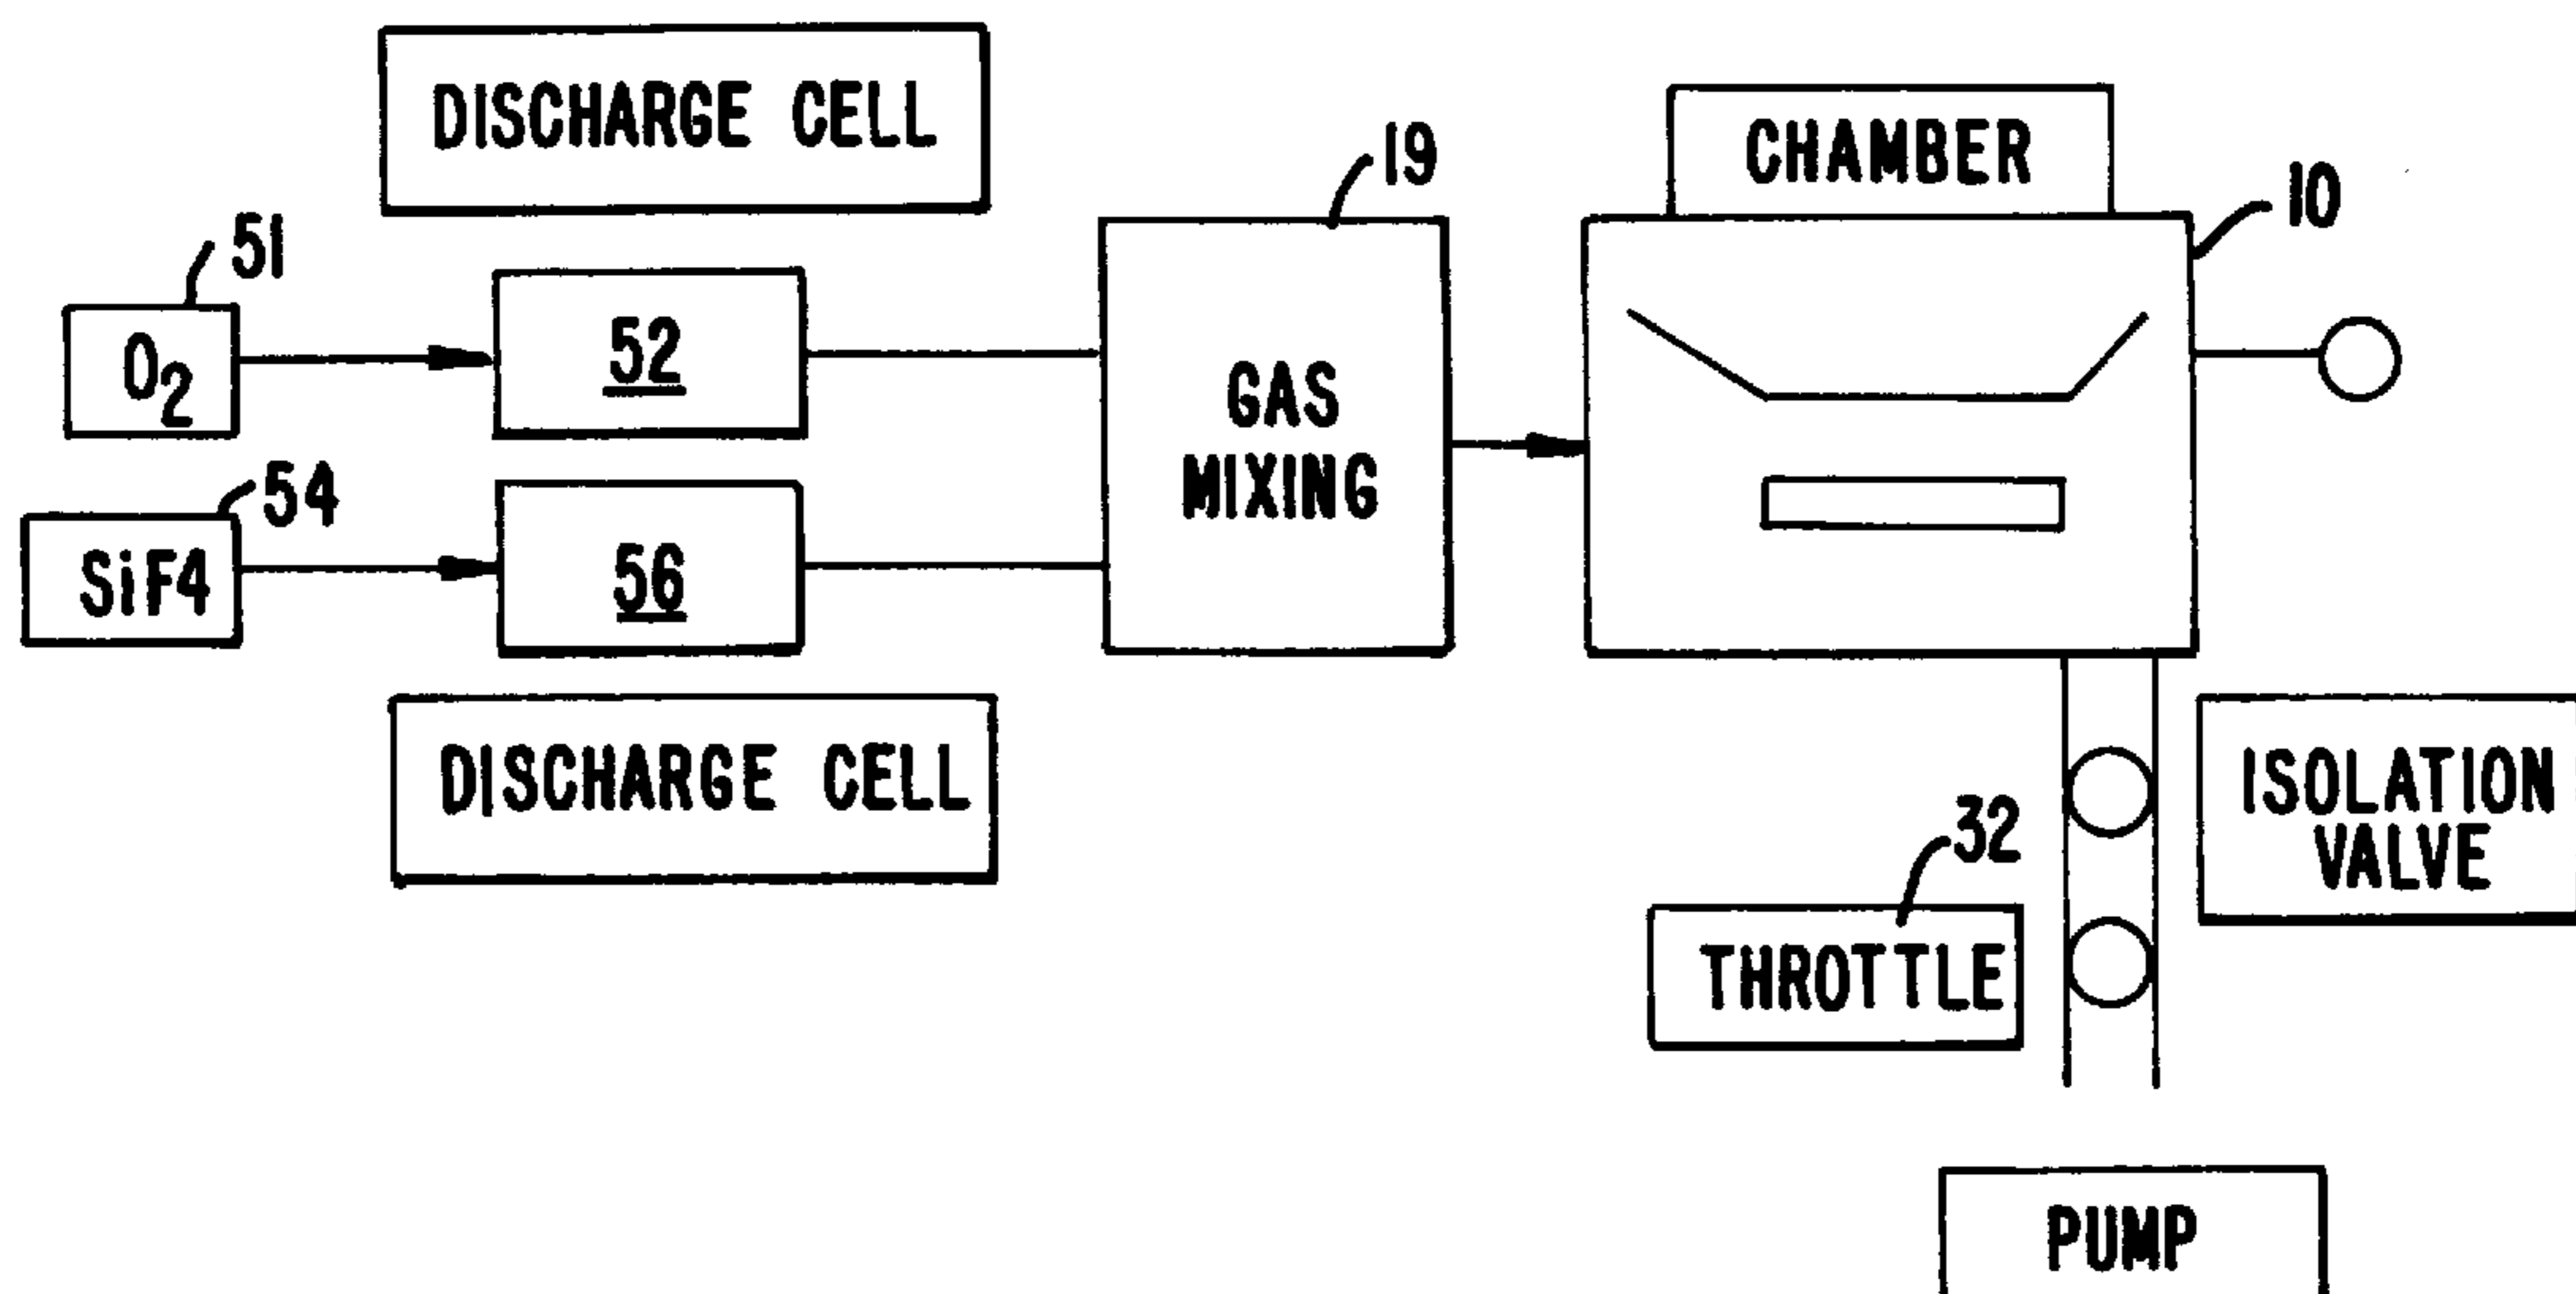 DISCHARGE CELL
CHAMBER
19
10
51
O2
52
GAS
MIXING
54
SiF4
56
DISCHARGE CELL
ISOLATION
VALVE
32
THROTTLE
PUMP